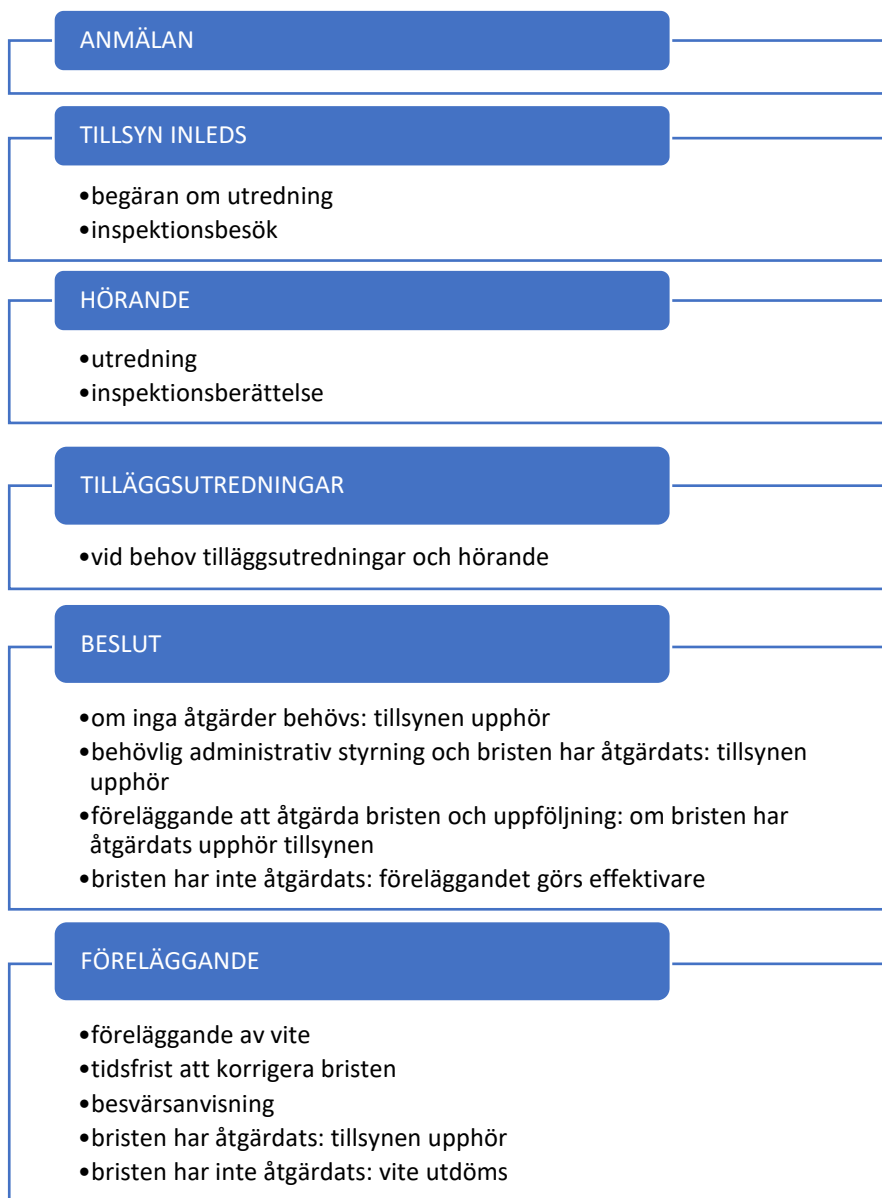 ANMÄLAN
TILLSYN INLEDS
•begäran om utredning
•inspektionsbesök
HÖRANDE
•utredning
•inspektionsberättelse
TILLÄGGSUTREDNINGAR
•vid behov tilläggsutredningar och hörande
BESLUT
•om inga åtgärder behövs: tillsynen upphör
•behövlig administrativ styrning och bristen har åtgärdats: tillsynen
upphör
•föreläggande att åtgärda bristen och uppföljning: om bristen har
åtgärdats upphör tillsynen
•bristen har inte åtgärdats: föreläggandet görs effektivare
FÖRELÄGGANDE
•föreläggande av vite
•tidsfrist att korrigera bristen
•besvärsanvisning
•bristen har åtgärdats: tillsynen upphör
•bristen har inte åtgärdats: vite utdöms